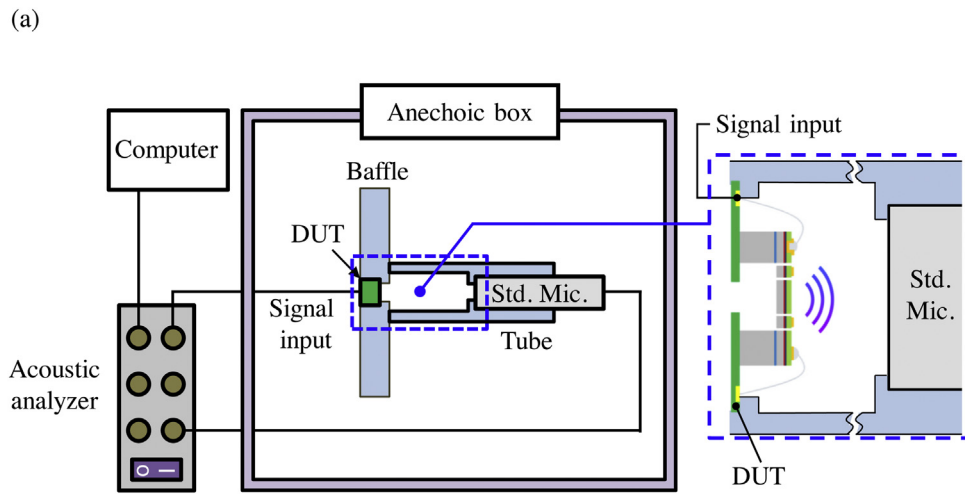 (a)
Anechoic box
Computer
Signal input
Baffle
DUT
Std. Mic.
Std.
Mic.
Signal
input
Tube
Acoustic
analyzer
O I
DUT